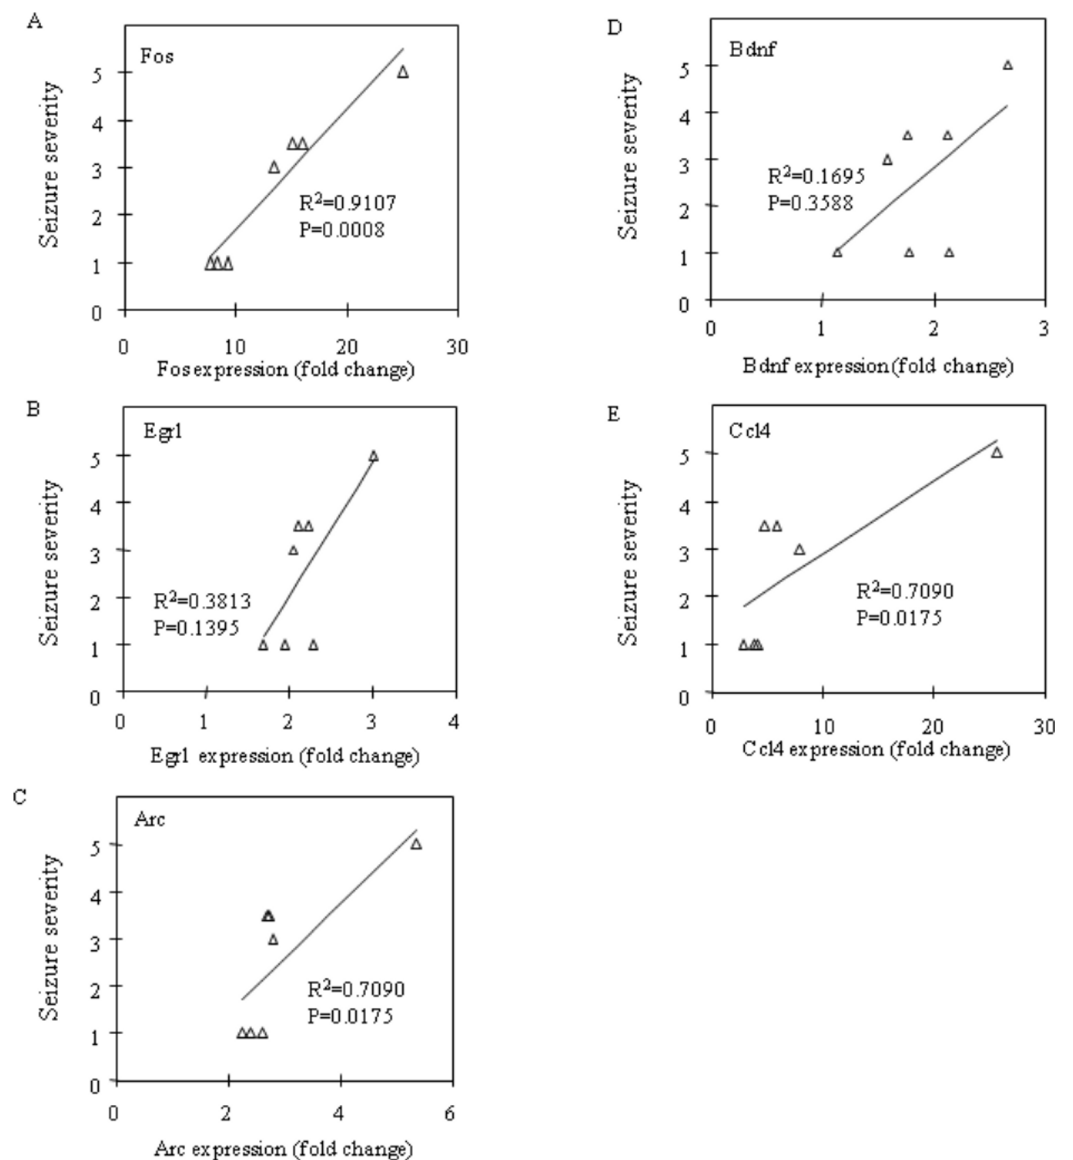 A
Fos
Seizure severity
5
4
3
2
1
0
R²=0.9107
P=0.0008
0 10 20 30
Fos expression (fold change)
B
Egr1
Seizure severity
5
4
3
2
1
0
R²=0.3813
P=0.1395
0 1 2 3 4
Egr1 expression (fold change)
C
Arc
Seizure severity
5
4
3
2
1
0
R²=0.7090
P=0.0175
0 2 4 6
Arc expression (fold change)
D
Bdnf
Seizure severity
5
4
3
2
1
0
R²=0.1695
P=0.3588
0 1 2 3
Bdnf expression (fold change)
E
Ccl4
Seizure severity
5
4
3
2
1
0
R²=0.7090
P=0.0175
0 10 20 30
Ccl4 expression (fold change)